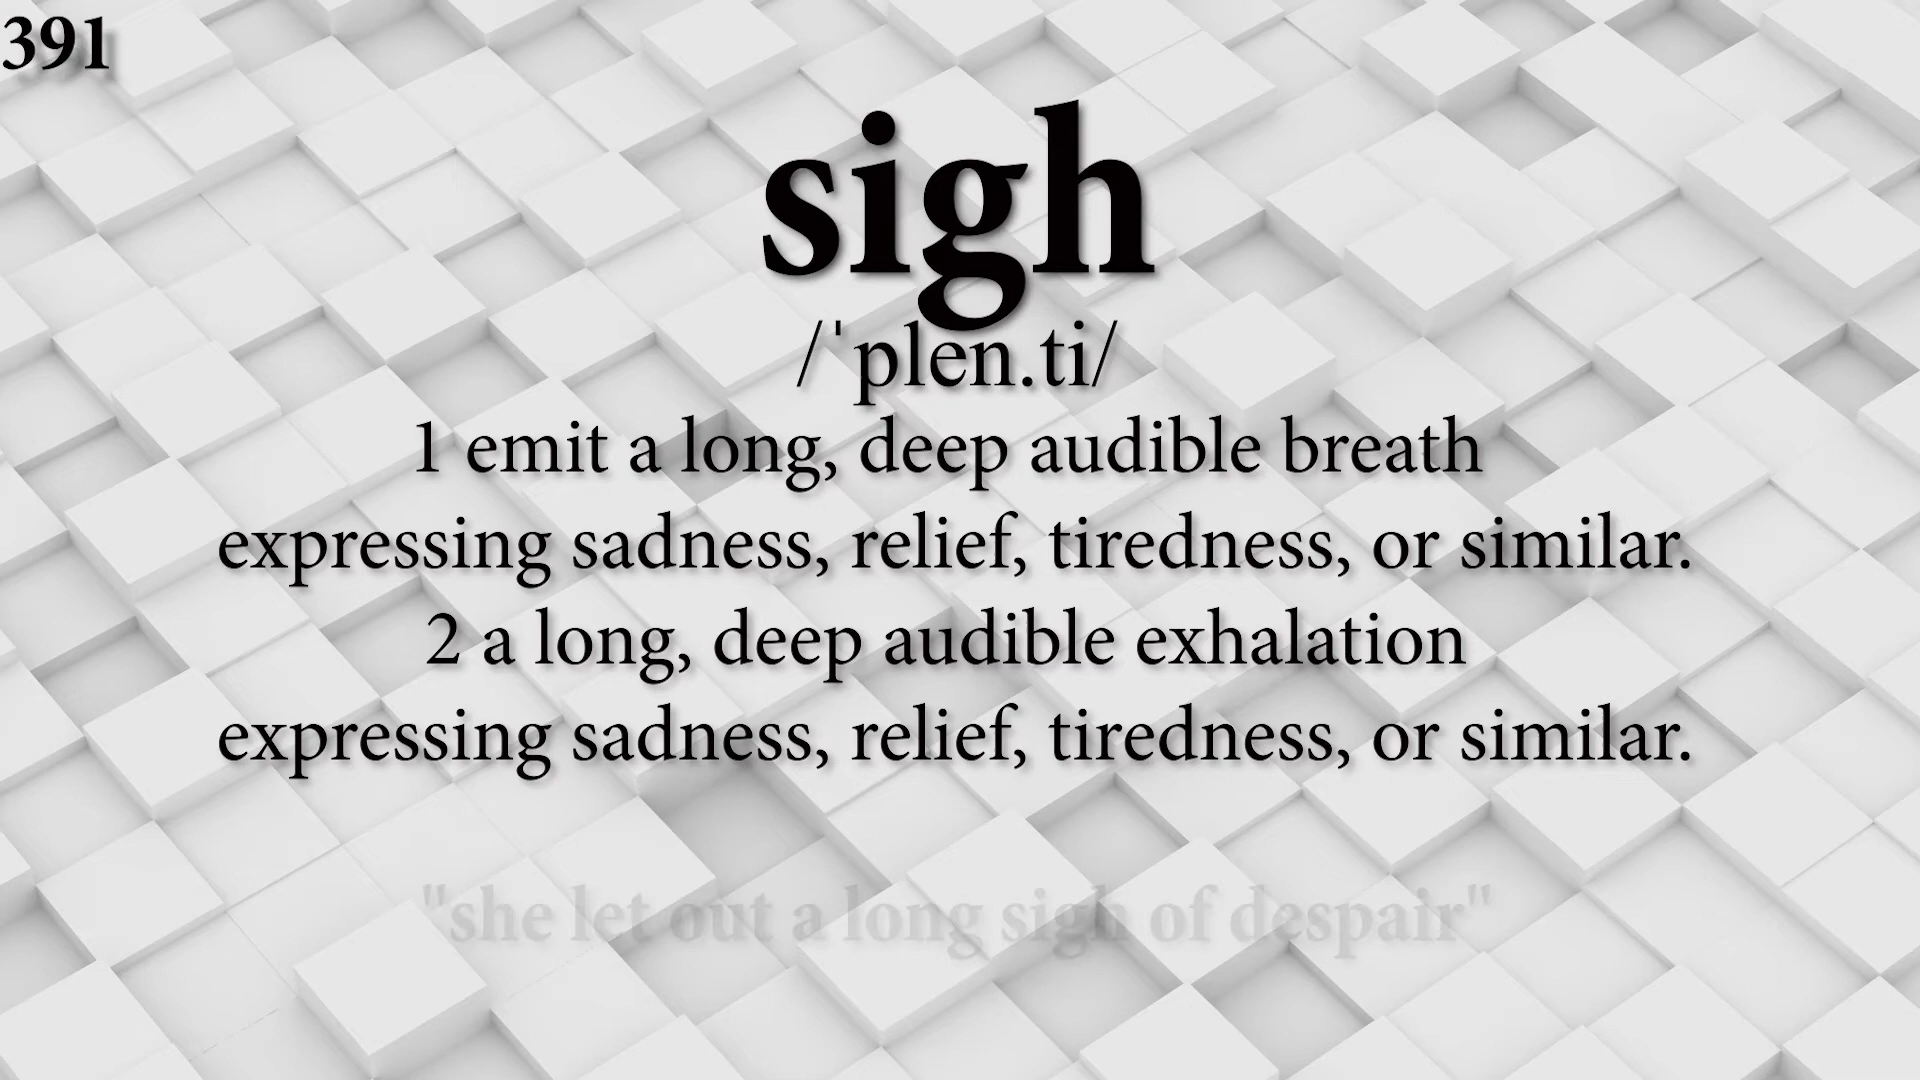 391
sigh
/ˈplen.ti/
1 emit a long, deep audible breath
expressing sadness, relief, tiredness, or similar.
2 a long, deep audible exhalation
expressing sadness, relief, tiredness, or similar.
"she let out a long sigh of despair"